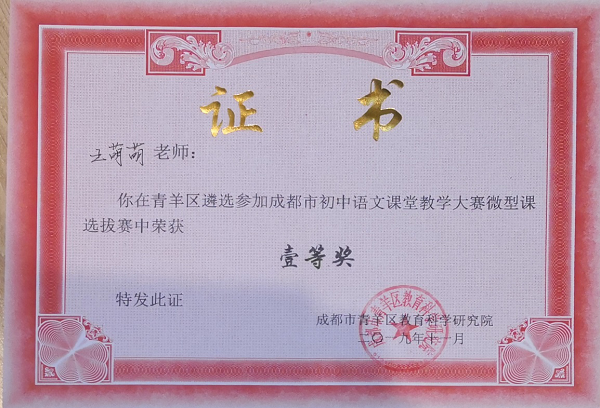 证 书
王萌萌 老师：
你在青羊区遴选参加成都市初中语文课堂教学大赛微型课
选拔赛中荣获
壹等奖
特发此证
成都市青羊区教育科学研究院
二〇一九年十一月